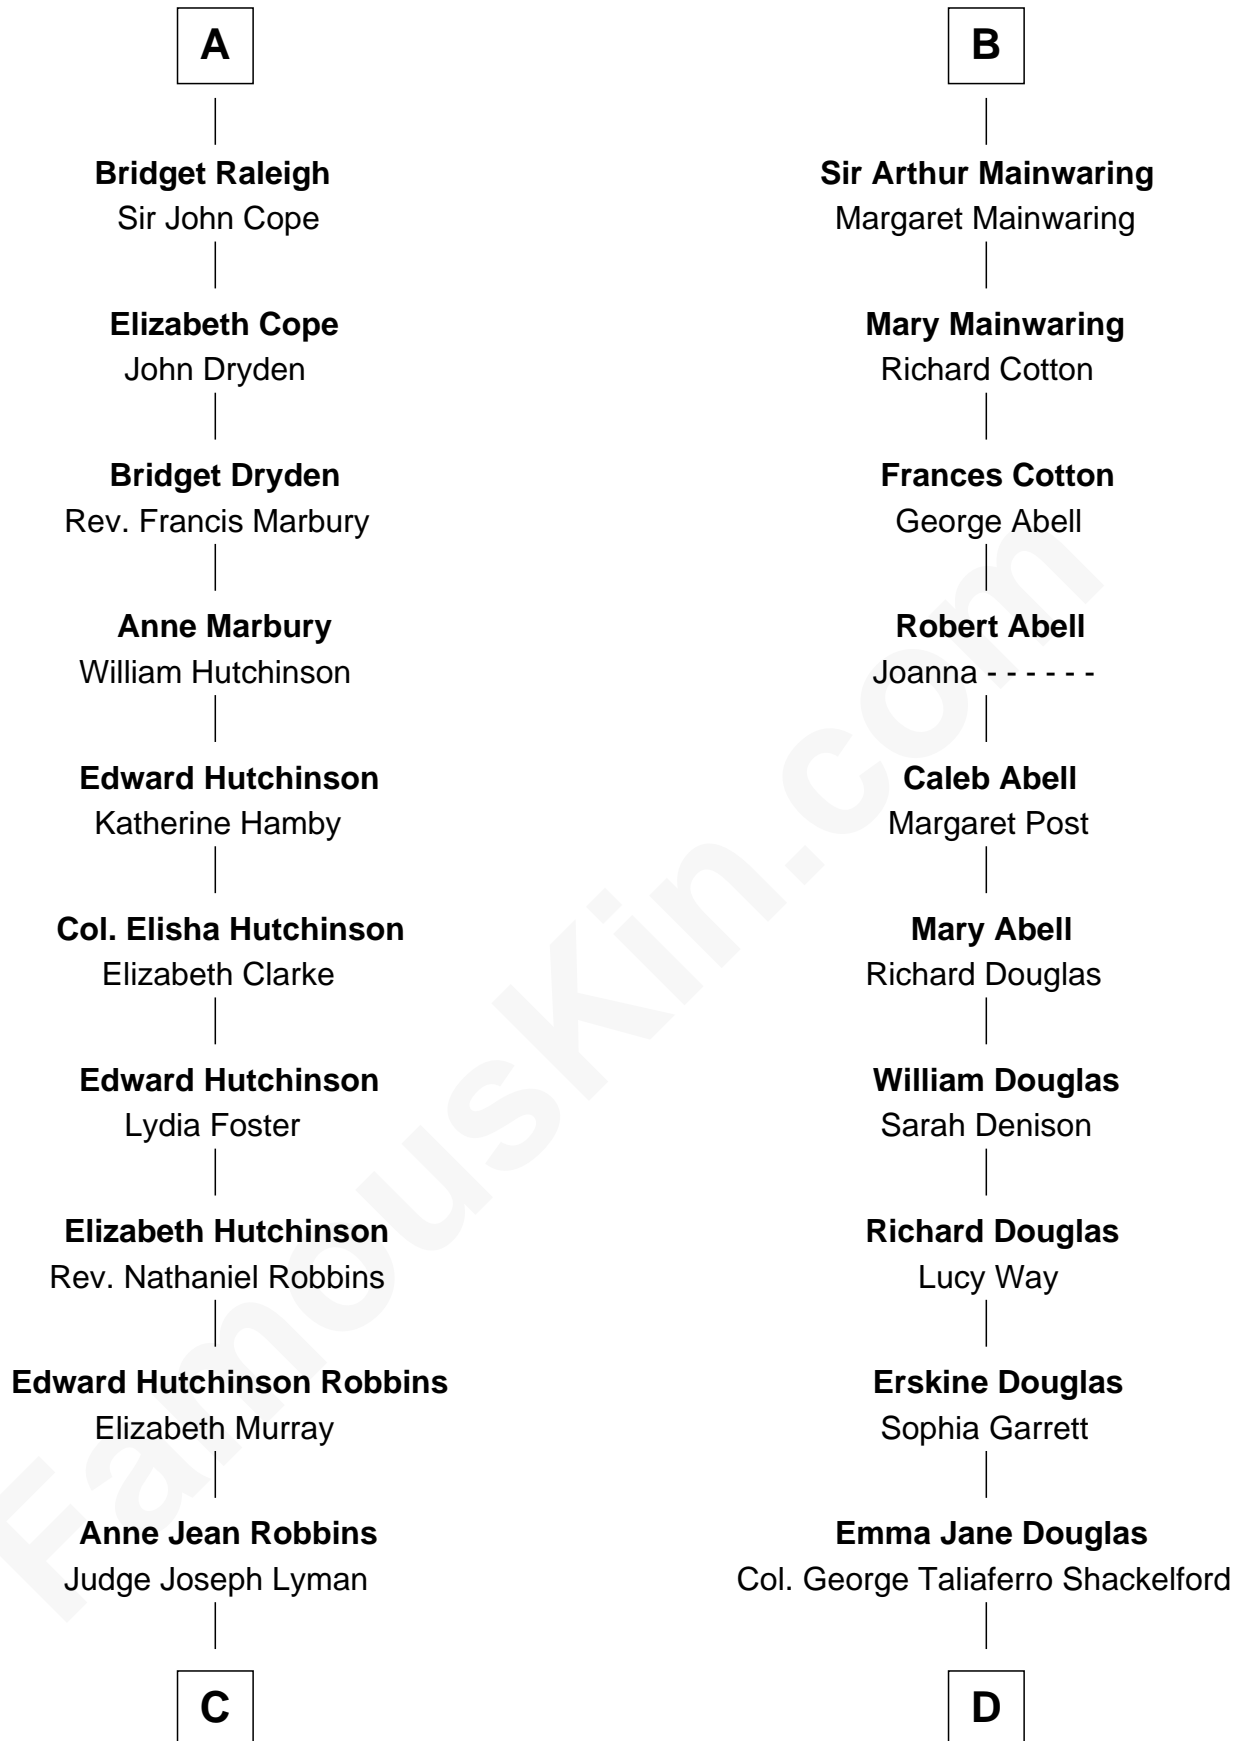 A
Bridget Raleigh
Sir John Cope
Elizabeth Cope
John Dryden
Bridget Dryden
Rev. Francis Marbury
Anne Marbury
William Hutchinson
Edward Hutchinson
Katherine Hamby
Col. Elisha Hutchinson
Elizabeth Clarke
Edward Hutchinson
Lydia Foster
Elizabeth Hutchinson
Rev. Nathaniel Robbins
Edward Hutchinson Robbins
Elizabeth Murray
Anne Jean Robbins
Judge Joseph Lyman
C
B
Sir Arthur Mainwaring
Margaret Mainwaring
Mary Mainwaring
Richard Cotton
Frances Cotton
George Abell
Robert Abell
Joanna - - - - - -
Caleb Abell
Margaret Post
Mary Abell
Richard Douglas
William Douglas
Sarah Denison
Richard Douglas
Lucy Way
Erskine Douglas
Sophia Garrett
Emma Jane Douglas
Col. George Taliaferro Shackelford
D
FamousKin.com